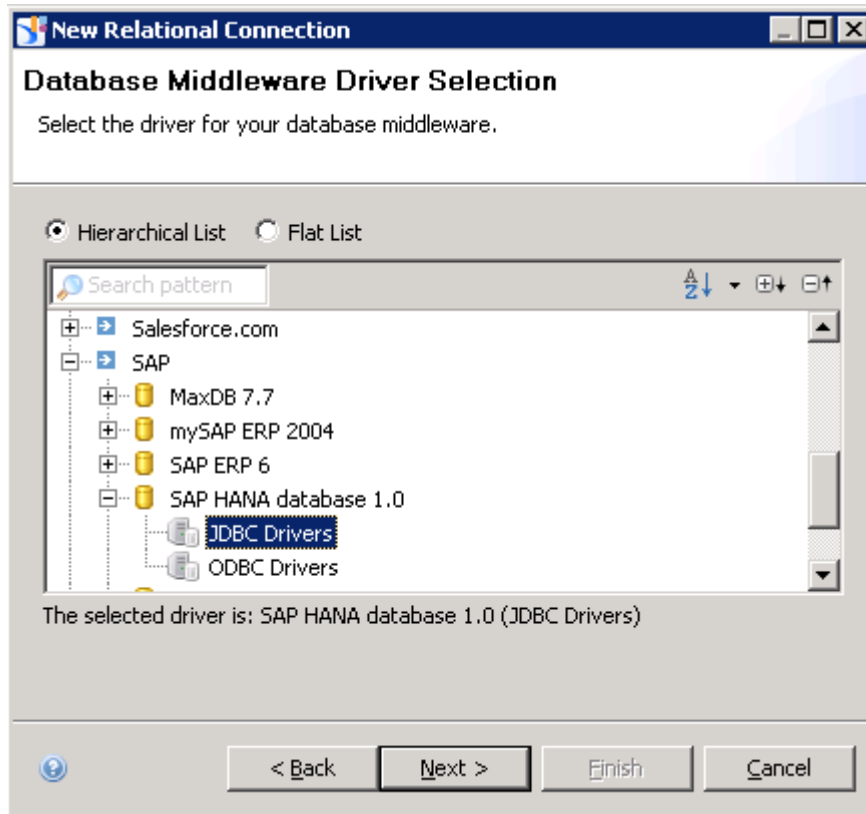 New Relational Connection
Database Middleware Driver Selection
Select the driver for your database middleware.
Hierarchical List Flat List
Search pattern
Salesforce.com
SAP
MaxDB 7.7
mySAP ERP 2004
SAP ERP 6
SAP HANA database 1.0
JDBC Drivers
ODBC Drivers
The selected driver is: SAP HANA database 1.0 (JDBC Drivers)
< Back Next > Finish Cancel